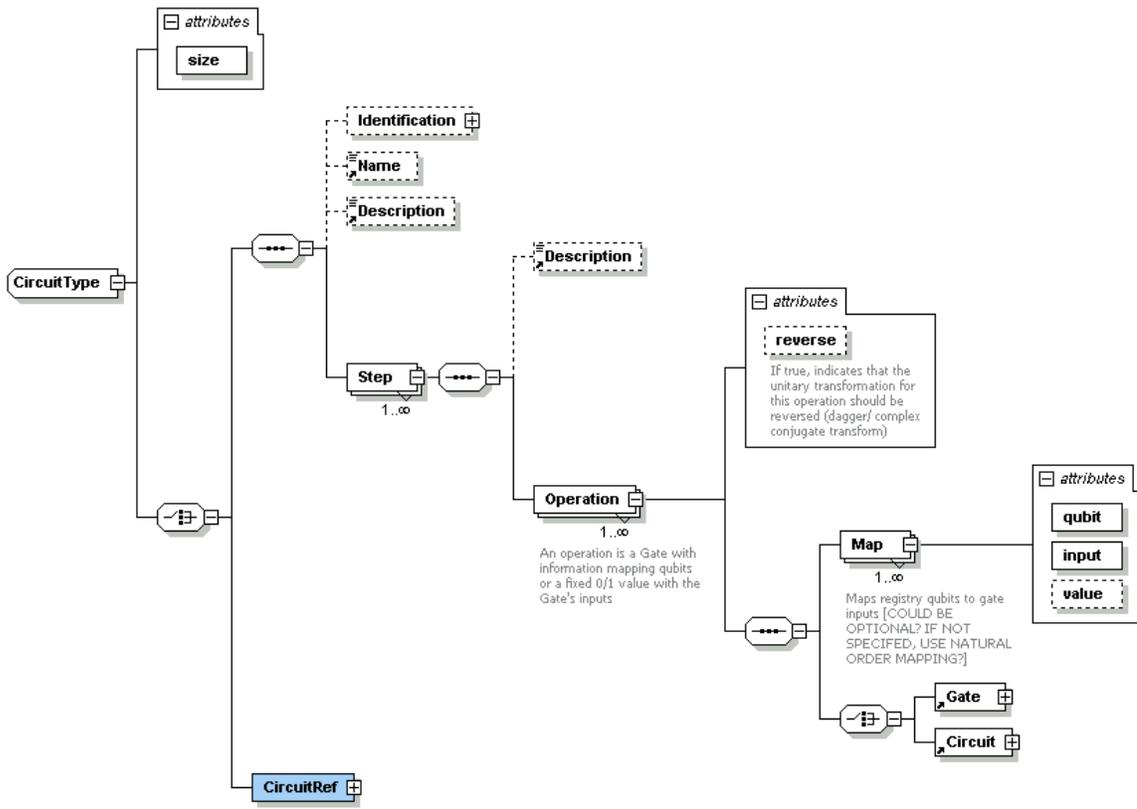 attributes
size
Identification
Name
Description
Description
CircuitType
attributes
reverse
If true, indicates that the
unitary transformation for
this operation should be
reversed (dagger/ complex
conjugate transform)
Step
1..∞
Operation
1..∞
An operation is a Gate with
information mapping qubits
or a fixed 0/1 value with the
Gate's inputs
attributes
qubit
input
value
Map
1..∞
Maps registry qubits to gate
inputs [COULD BE
OPTIONAL? IF NOT
SPECIFED, USE NATURAL
ORDER MAPPING?]
Gate
Circuit
CircuitRef